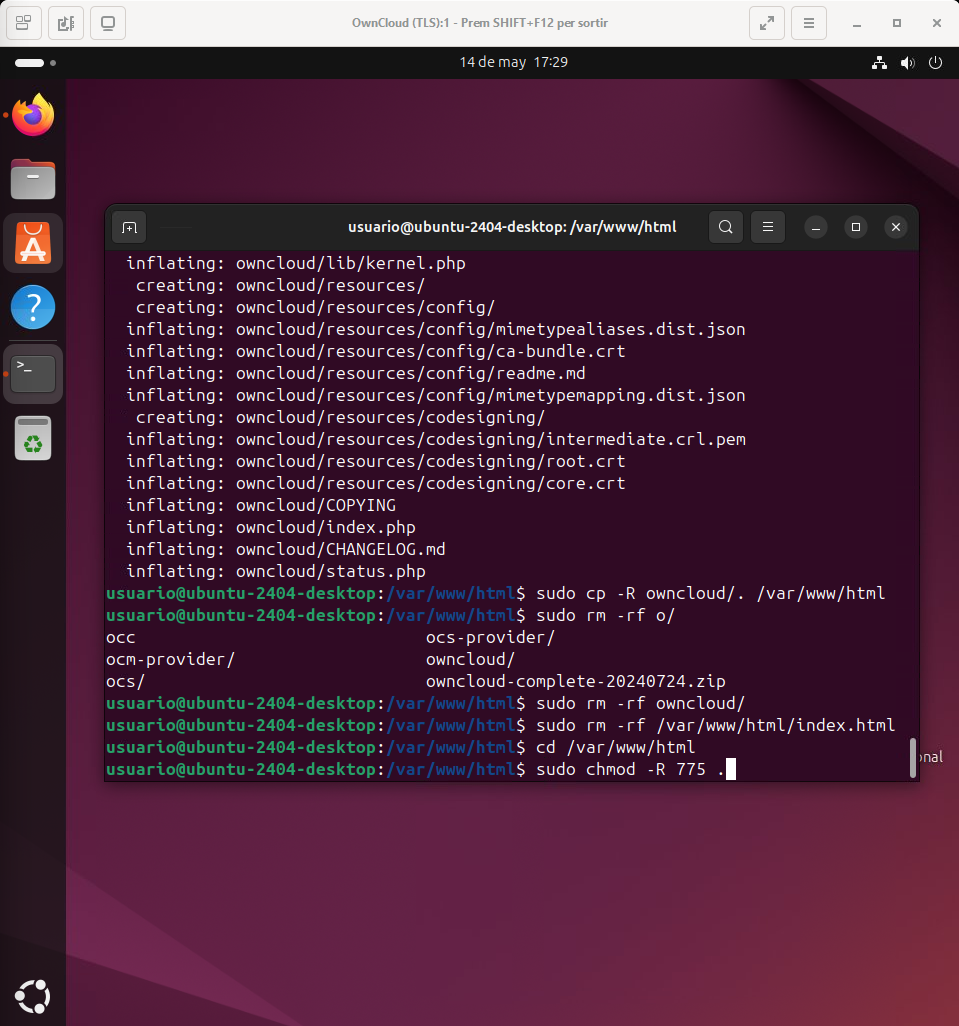 OwnCloud (TLS):1 - Prem SHIFT+F12 per sortir
14 de may 17:29
usuario@ubuntu-2404-desktop: /var/www/html
inflating: owncloud/lib/kernel.php
creating: owncloud/resources/
creating: owncloud/resources/config/
inflating: owncloud/resources/config/mimetypealiases.dist.json
inflating: owncloud/resources/config/ca-bundle.crt
inflating: owncloud/resources/config/readme.md
inflating: owncloud/resources/config/mimetypemapping.dist.json
creating: owncloud/resources/codesigning/
inflating: owncloud/resources/codesigning/intermediate.crl.pem
inflating: owncloud/resources/codesigning/root.crt
inflating: owncloud/resources/codesigning/core.crt
inflating: owncloud/COPYING
inflating: owncloud/index.php
inflating: owncloud/CHANGELOG.md
inflating: owncloud/status.php
usuario@ubuntu-2404-desktop:/var/www/html$ sudo cp -R owncloud/. /var/www/html
usuario@ubuntu-2404-desktop:/var/www/html$ sudo rm -rf o/
occ ocs-provider/
ocm-provider/ owncloud/
ocs/ owncloud-complete-20240724.zip
usuario@ubuntu-2404-desktop:/var/www/html$ sudo rm -rf owncloud/
usuario@ubuntu-2404-desktop:/var/www/html$ sudo rm -rf /var/www/html/index.html
usuario@ubuntu-2404-desktop:/var/www/html$ cd /var/www/html
onal
usuario@ubuntu-2404-desktop:/var/www/html$ sudo chmod -R 775 .